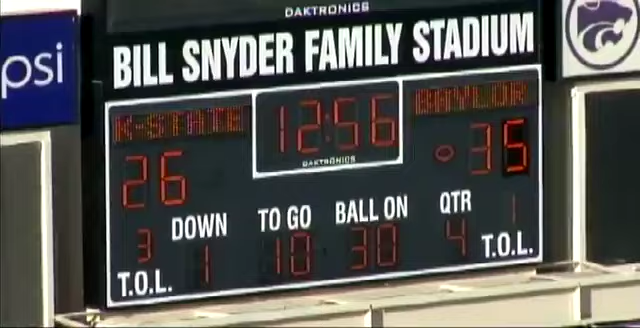 DAKTRONICS
psi
BILL SNYDER FAMILY STADIUM
K-STATE 12:56 BAYLOR
DAKTRONICS
26 35
DOWN TO GO BALL ON QTR
3 1 10 30 4 1
T.O.L. T.O.L.